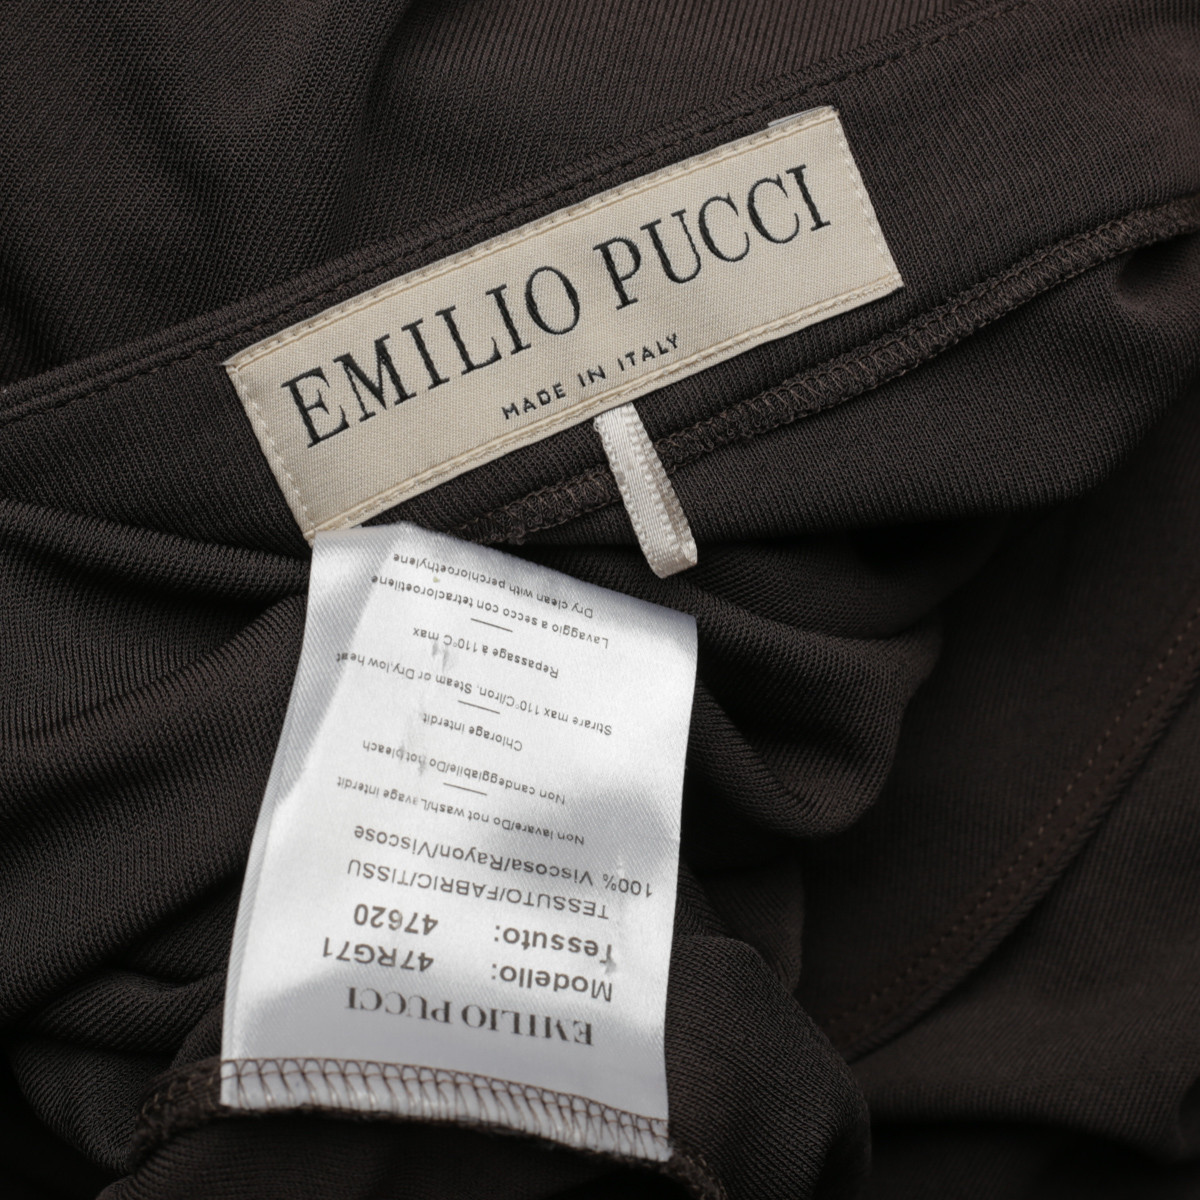 EMILIO PUCCI
MADE IN ITALY
EMILIO PUCCI
Modello: 47RG71
Tessuto: 47620
TESSUTO/FABRIC/TISSU
100% Viscosa/Rayon/Viscose
Non lavare/Do not wash/Lavage interdit
Non candeggiabile/Do not bleach
Chlorage interdit
Stirare max 110°C/Iron, Steam or Dry,low heat
Repassage à 110°C max
Lavaggio a secco con tetracloroetilene
Dry clean with perchloroethylene